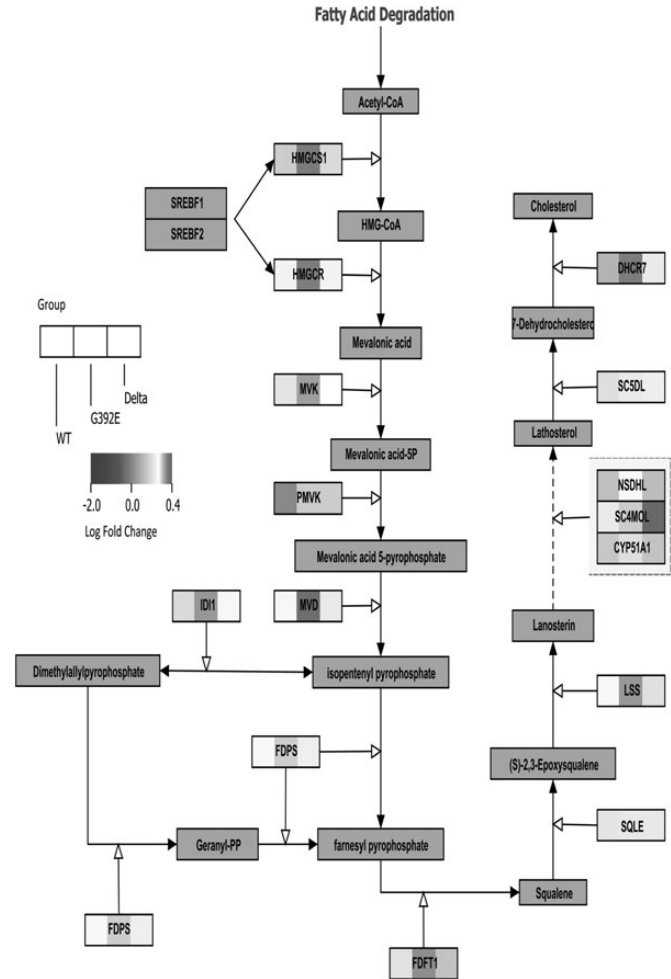 Fatty Acid Degradation
Acetyl-CoA
HMGCS1
SREBF1
SREBF2
HMG-CoA
HMGCR
Mevalonic acid
MVK
Mevalonic acid-5P
PMVK
Mevalonic acid 5-pyrophosphate
MVD
IDI1
Dimethylallylpyrophosphate
isopentenyl pyrophosphate
FDPS
Geranyl-PP
farnesyl pyrophosphate
FDPS
FDFT1
Group
Delta
G392E
WT
-2.0 0.0 0.4
Log Fold Change
Cholesterol
DHCR7
7-Dehydrocholesterc
SC5DL
Lathosterol
NSDHL
SC4MOL
CYP51A1
Lanosterin
LSS
(S)-2,3-Epoxysqualene
SQLE
Squalene